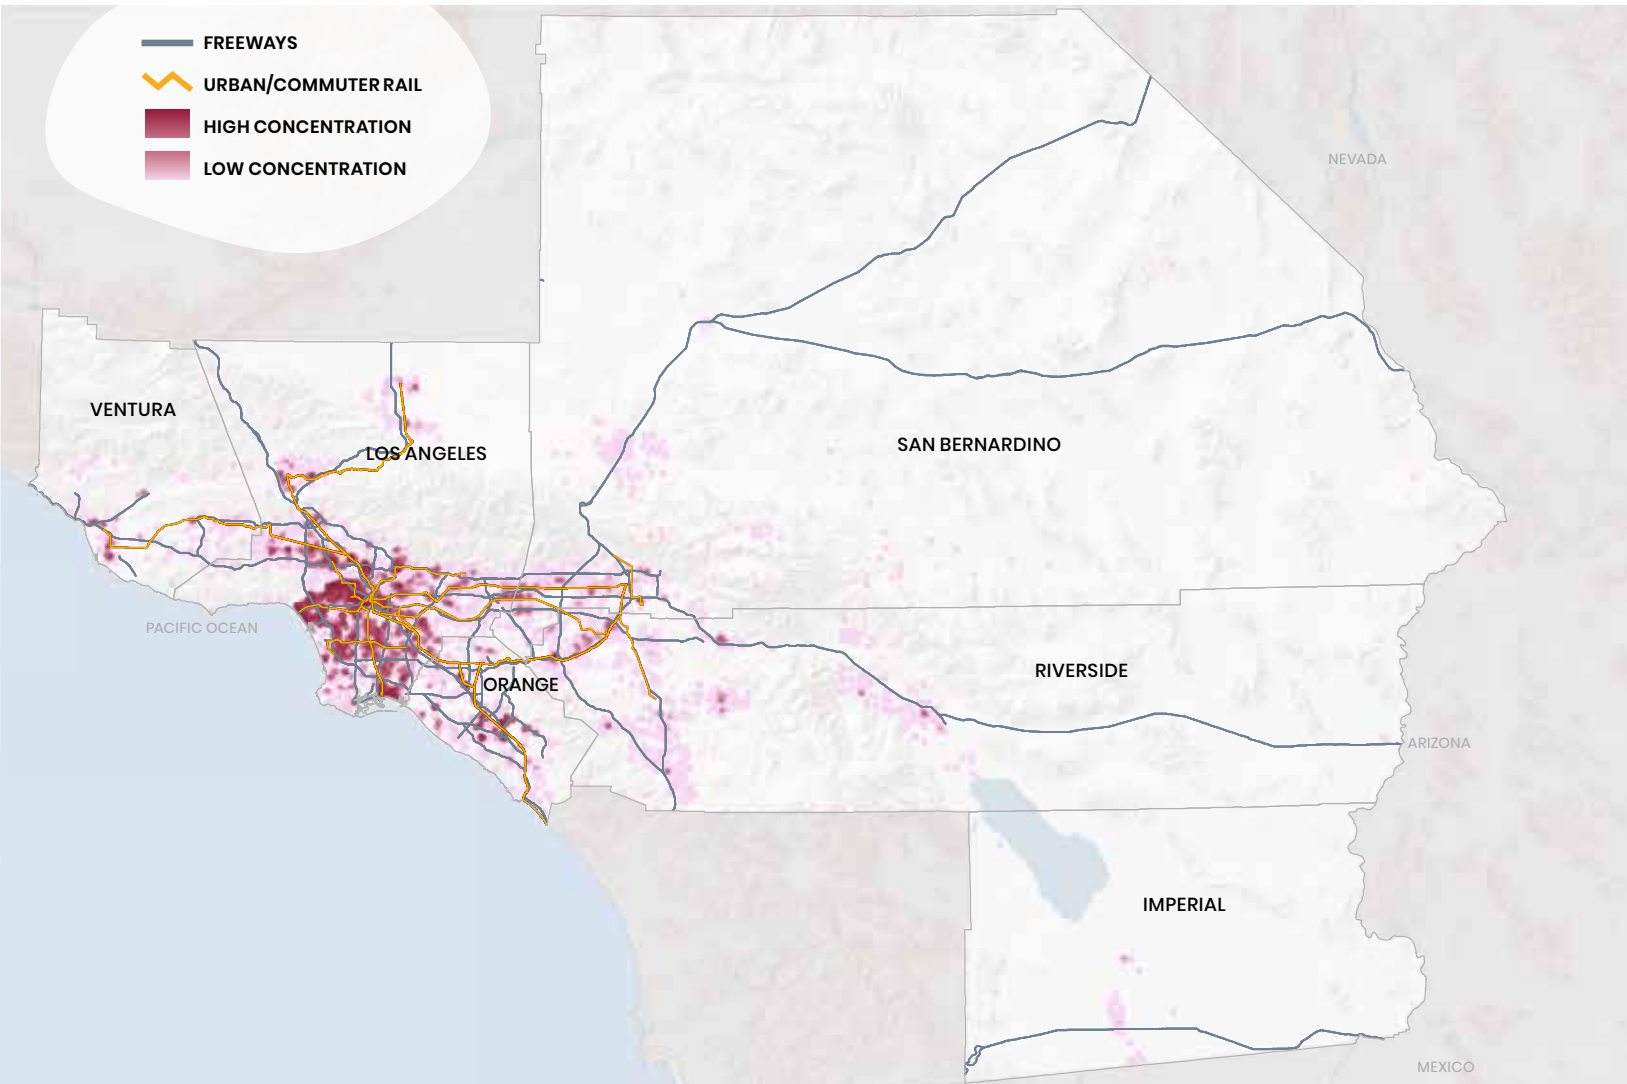 FREEWAYS
URBAN/COMMUTER RAIL
HIGH CONCENTRATION
LOW CONCENTRATION
NEVADA
VENTURA
LOS ANGELES
SAN BERNARDINO
PACIFIC OCEAN
RIVERSIDE
ORANGE
ARIZONA
IMPERIAL
MEXICO